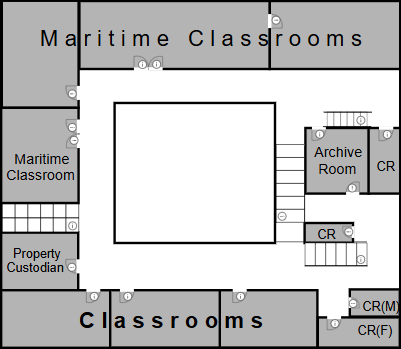 Maritime Classrooms
Maritime
Classroom
Archive
Room
CR
Property
Custodian
CR
CR(M)
CR(F)
Classrooms